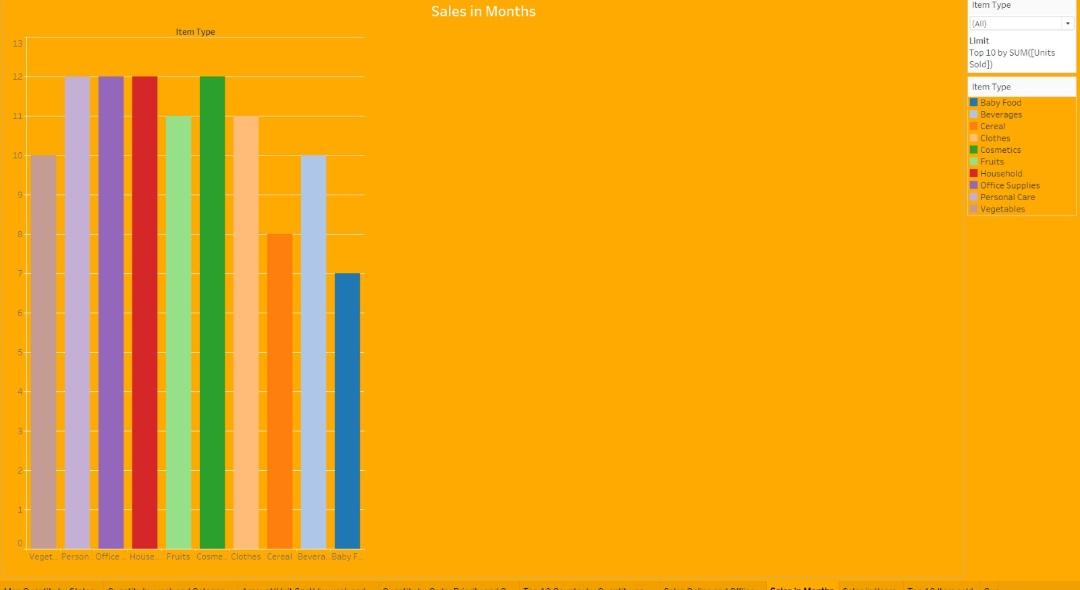 Sales in Months
Item Type
13
12
11
10
9
8
7
6
5
4
3
2
1
0
Veget.. Person.. Office .. House.. Fruits Cosme.. Clothes Cereal Bevera.. Baby F..
Item Type
(All)
Limit
Top 10 by SUM([Units
Sold])
Item Type
Baby Food
Beverages
Cereal
Clothes
Cosmetics
Fruits
Household
Office Supplies
Personal Care
Vegetables
Sales in Months